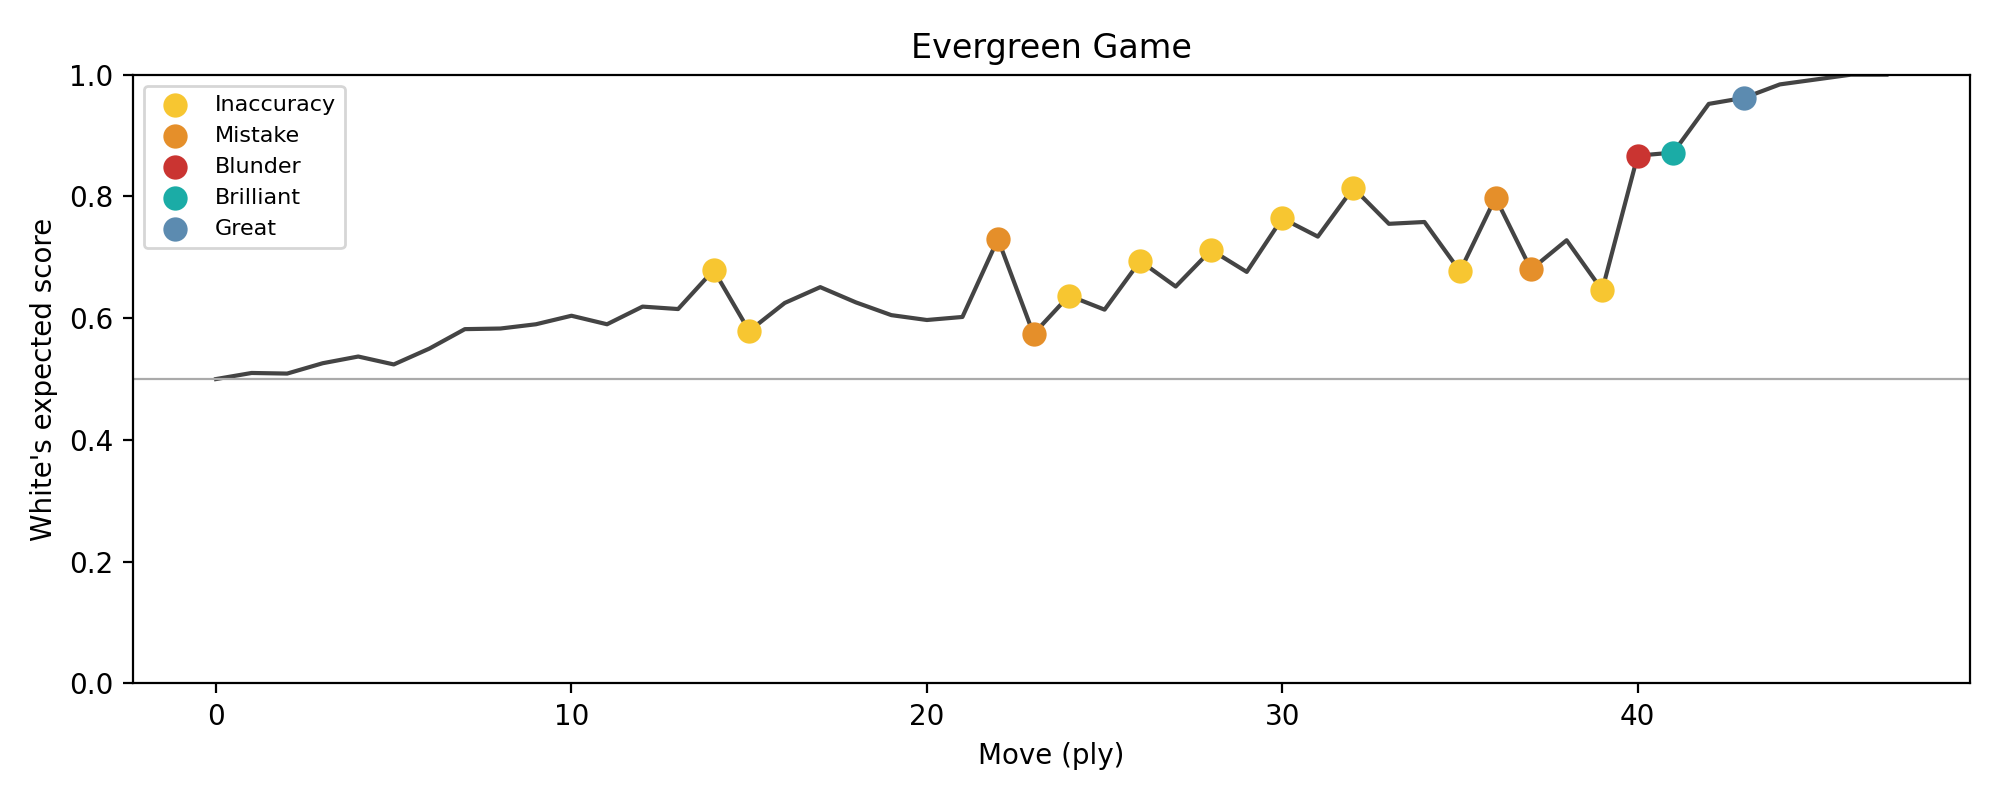 Evergreen Game
1.0
0.8
0.6
0.4
0.2
0.0
White's expected score
Inaccuracy
Mistake
Blunder
Brilliant
Great
0 10 20 30 40
Move (ply)